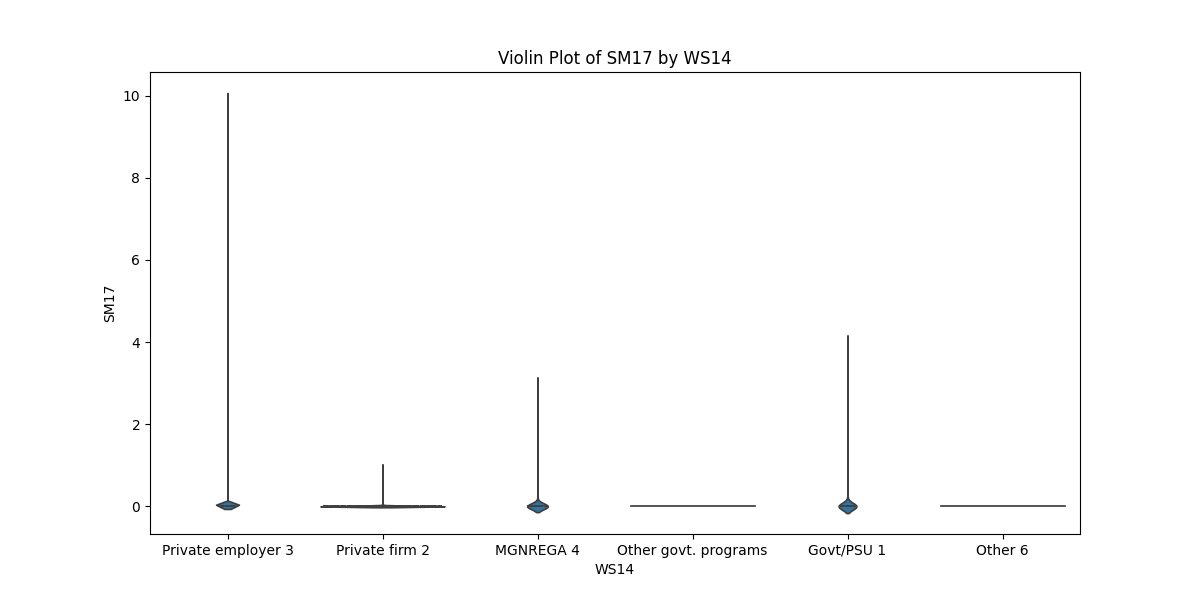 Violin Plot of SM17 by WS14
10
8
6
4
2
0
SM17
Private employer 3 Private firm 2 MGNREGA 4 Other govt. programs Govt/PSU 1 Other 6
WS14